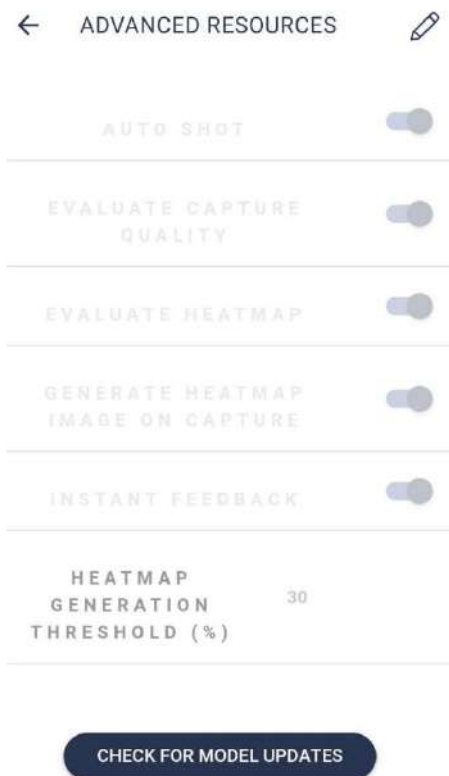 ADVANCED RESOURCES
AUTO SHOT
EVALUATE CAPTURE
QUALITY
EVALUATE HEATMAP
GENERATE HEATMAP
IMAGE ON CAPTURE
INSTANT FEEDBACK
HEATMAP
GENERATION
THRESHOLD (%)
30
CHECK FOR MODEL UPDATES